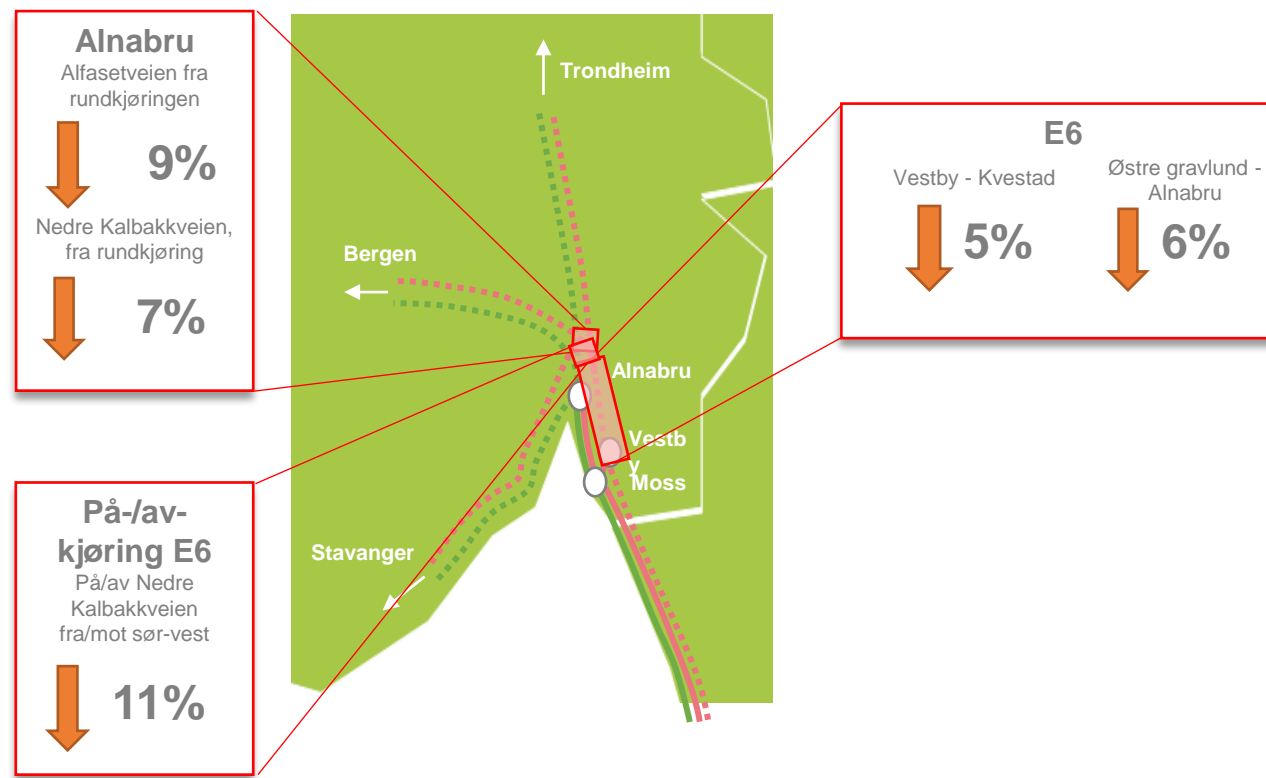 Alnabru
Alfasetveien fra
rundkjøringen
9%
Nedre Kalbakkveien,
fra rundkjøring
7%
På-/av-
kjøring E6
På/av Nedre
Kalbakkveien
fra/mot sør-vest
11%
Trondheim
Bergen
Alnabru
Vestb
y
Moss
Stavanger
E6
Vestby - Kvestad
5%
Østre gravlund -
Alnabru
6%